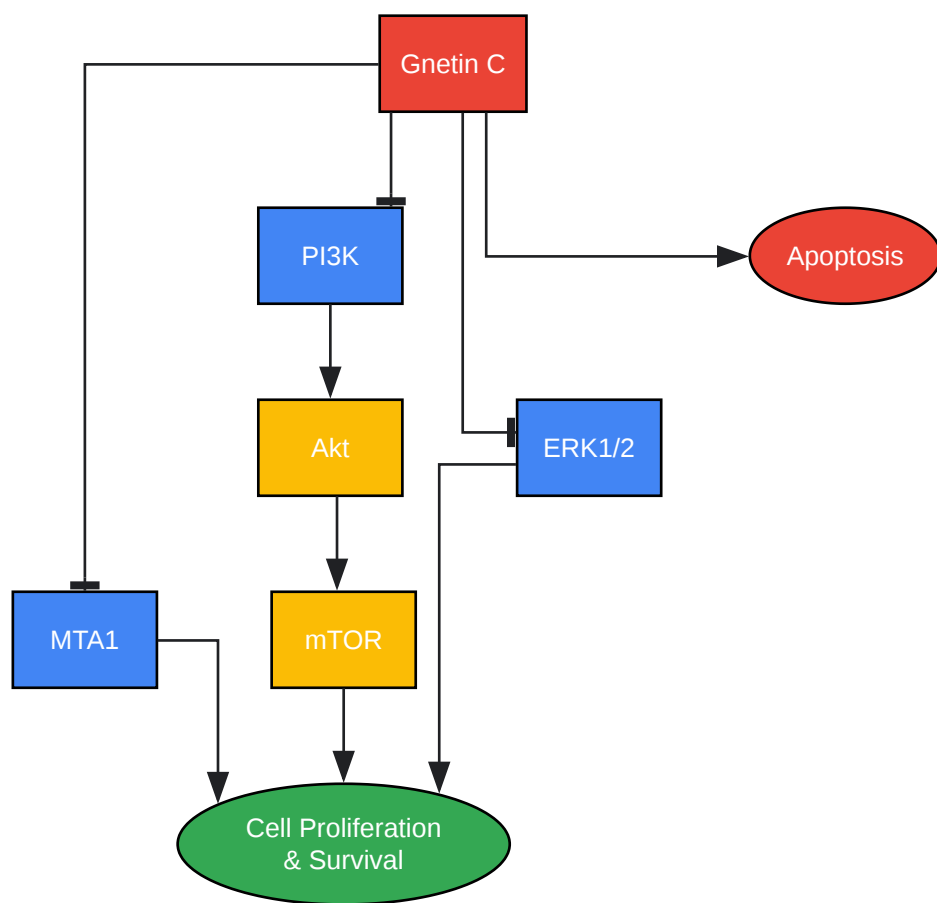 Gnetin C
PI3K
Apoptosis
Akt
ERK1/2
MTA1
mTOR
Cell Proliferation
& Survival